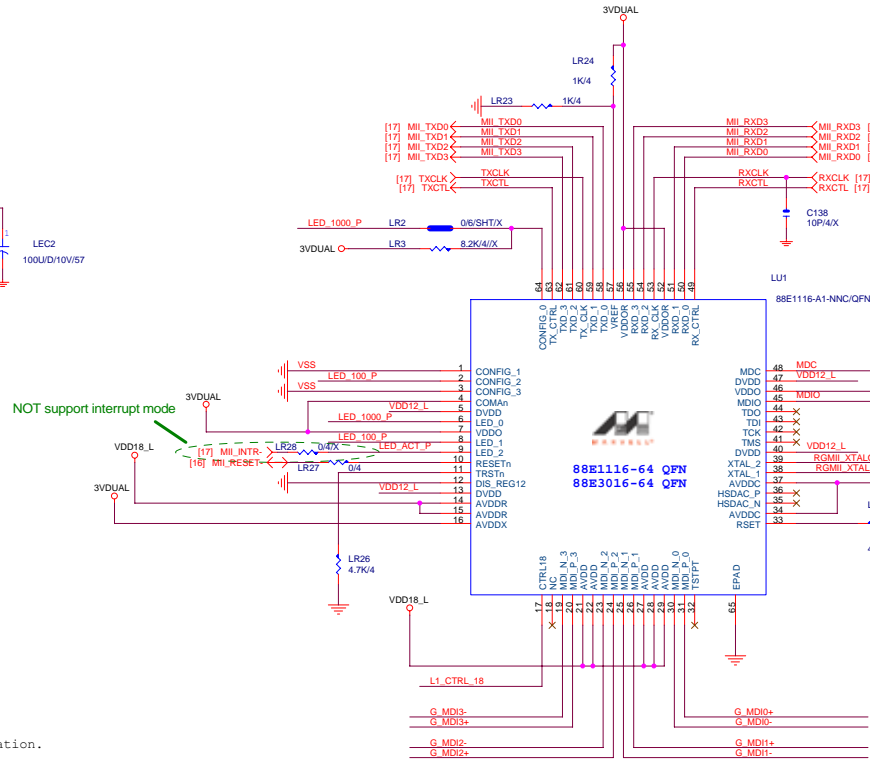 3VDUAL
LR24
1K/4
LR23
1K/4
[17] MII_TXD0
MII_TXD0
MII_RXD3
MII_RXD3 [
[17] MII_TXD1
MII_TXD1
MII_RXD2
MII_RXD2 [
[17] MII_TXD2
MII_TXD2
MII_RXD1
MII_RXD1 [
[17] MII_TXD3
MII_TXD3
MII_RXD0
MII_RXD0 [
[17] TXCLK
TXCLK
RXCLK
RXCLK [17]
[17] TXCTL
TXCTL
RXCTL
RXCTL [17]
C138
10P/4/X
LED_1000_P
LR2
0/6/SHT/X
3VDUAL
LR3
8.2K/4//X
1
LEC2
100U/D/10V/57
LU1
88E1116-A1-NNC/QFN
64 63 62 61 60 59 58 57 56 55 54 53 52 51 50 49
CONFIG_0
TX_CTRL
TXD_3
TXD_2
TX_CLK
TXD_1
TXD_0
VREF
VDDOR
RXD_3
RXD_2
RX_CLK
VDDOR
RXD_1
RXD_0
RX_CTRL
VSS
1 CONFIG_1
LED_100_P
2 CONFIG_2
VSS
3 CONFIG_3
4 COMAn
VDD12_L
5 DVDD
LED_1000_P
6 LED_0
3VDUAL
7 VDDO
LED_100_P
8 LED_1
LED_ACT_P
9 LED_2
10 RESETn
11 TRSTn
12 DIS_REG12
VDD12_L
13 DVDD
14 AVDDR
15 AVDDR
16 AVDDX
NOT support interrupt mode
VDD18_L
[17] MII_INTR-
LR28
0/4/X
[16] MII_RESET-
LR27
0/4
3VDUAL
LR26
4.7K/4
MARVELL
88E1116-64 QFN
88E3016-64 QFN
MDC 48 MDC
DVDD 47 VDD12_L
VDDO 46
MDIO 45 MDIO
TDO 44
TDI 43
TCK 42
TMS 41
DVDD 40 VDD12_L
XTAL_2 39 RGMII_XTALO
XTAL_1 38 RGMII_XTAL
AVDDC 37
HSDAC_P 36
HSDAC_N 35
AVDDC 34
RSET 33
L
4
CTRL18
NC
MDI_N_3
MDI_P_3
AVDD
AVDD
MDI_N_2
MDI_P_2
MDI_N_1
MDI_P_1
AVDD
AVDD
AVDD
MDI_N_0
MDI_P_0
TSTPT
EPAD
17 18 19 20 21 22 23 24 25 26 27 28 29 30 31 32 65
VDD18_L
L1_CTRL_18
G_MDI3-
G_MDI0+
G_MDI3+
G_MDI0-
G_MDI2-
G_MDI1+
G_MDI2+
G_MDI1-
ation.